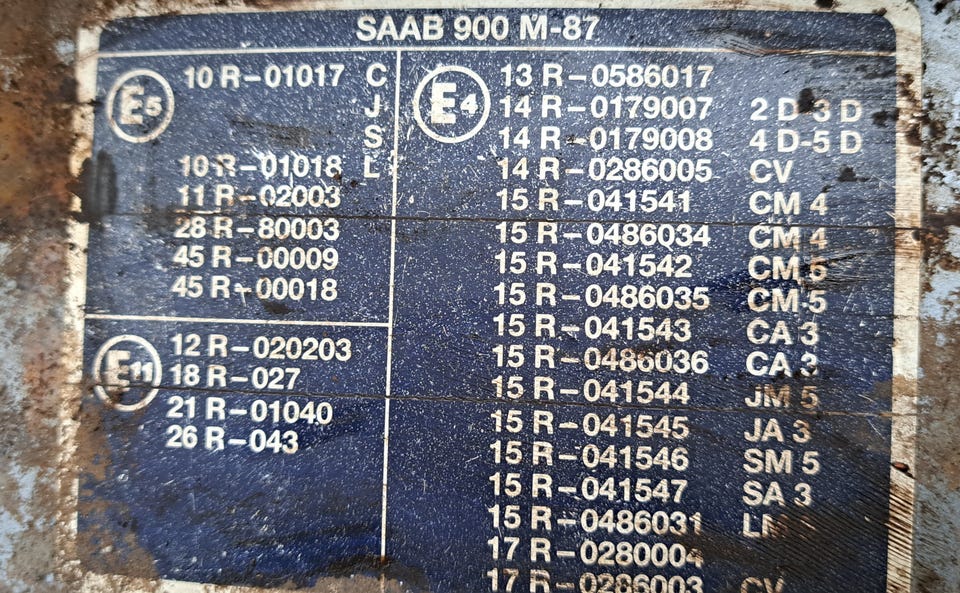 SAAB 900 M-87
E5
10 R-01017 C
J
S
10 R-01018 L
11 R-02003
28 R-80003
45 R-00009
45 R-00018
E11
12 R-020203
18 R-027
21 R-01040
26 R-043
E4
13 R-0586017
14 R-0179007 2 D-3 D
14 R-0179008 4 D-5 D
14 R-0286005 CV
15 R-041541 CM 4
15 R-0486034 CM 4
15 R-041542 CM 5
15 R-0486035 CM 5
15 R-041543 CA 3
15 R-0486036 CA 3
15 R-041544 JM 5
15 R-041545 JA 3
15 R-041546 SM 5
15 R-041547 SA 3
15 R-0486031 LM
17 R-0280004
17 R-0286003 CV